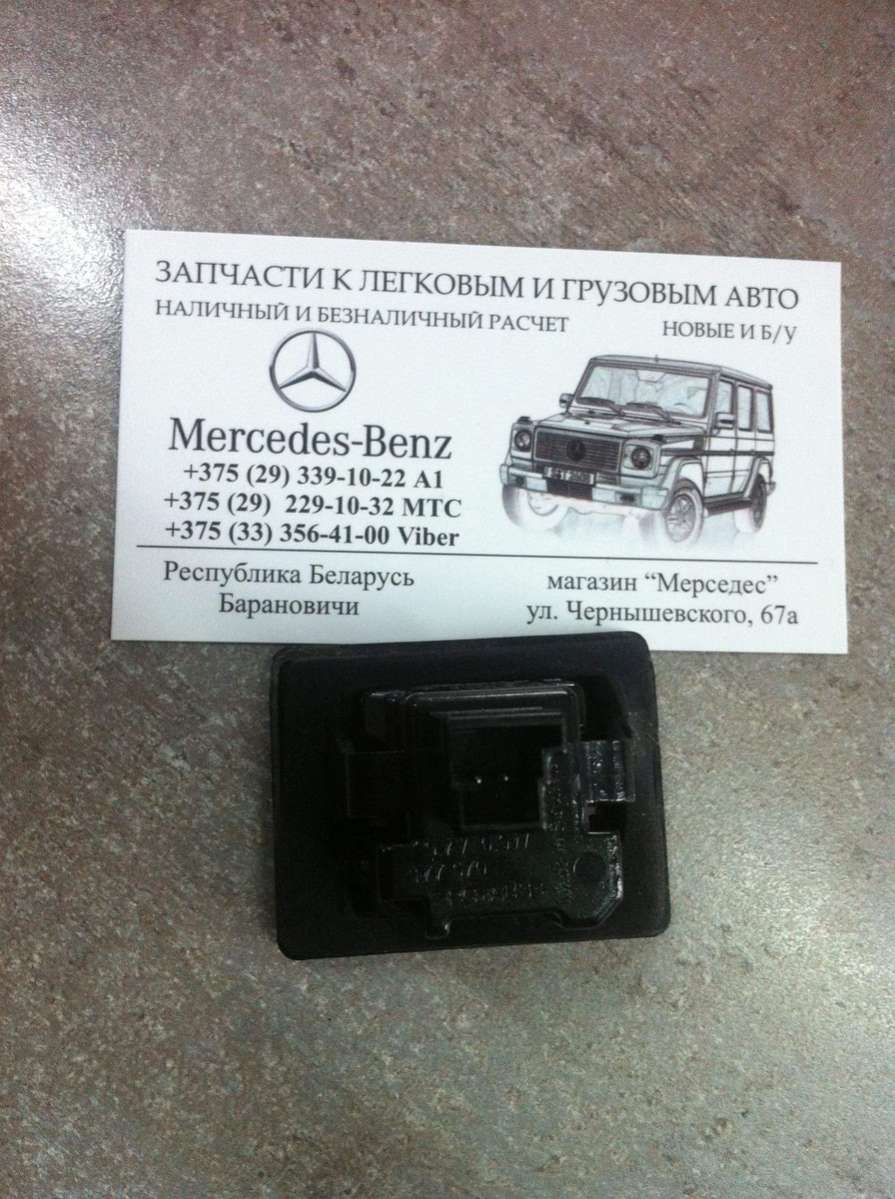 ЗАПЧАСТИ К ЛЕГКОВЫМ И ГРУЗОВЫМ АВТО
НАЛИЧНЫЙ И БЕЗНАЛИЧНЫЙ РАСЧЕТ НОВЫЕ И Б/У
Mercedes-Benz
+375 (29) 339-10-22 A1
+375 (29) 229-10-32 МТС
+375 (33) 356-41-00 Viber
Республика Беларусь
Барановичи
магазин “Мерседес”
ул. Чернышевского, 67а